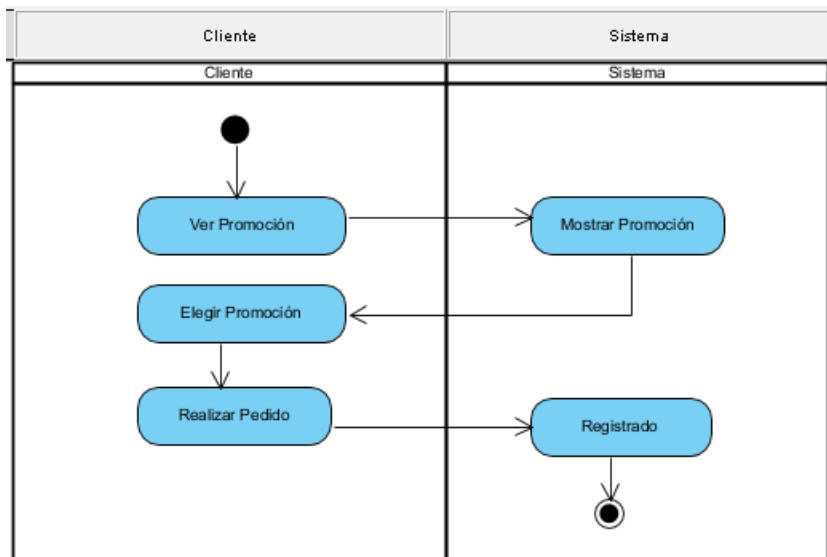 Cliente
Sistema
Cliente
Sistema
Ver Promoción
Mostrar Promoción
Elegir Promoción
Realizar Pedido
Registrado